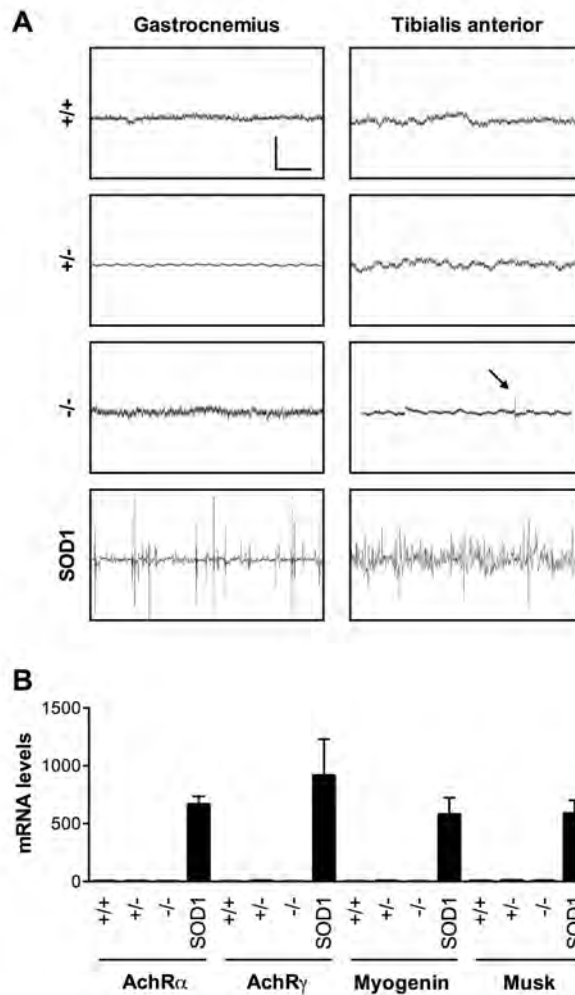 A
Gastrocnemius Tibialis anterior
+/+
+/-
-/-
SOD1
B
mRNA levels
1500
1000
500
0
+/+ +/- -/- SOD1 +/+ +/- -/- SOD1 +/+ +/- -/- SOD1 +/+ +/- -/- SOD1
AchRα AchRγ Myogenin Musk